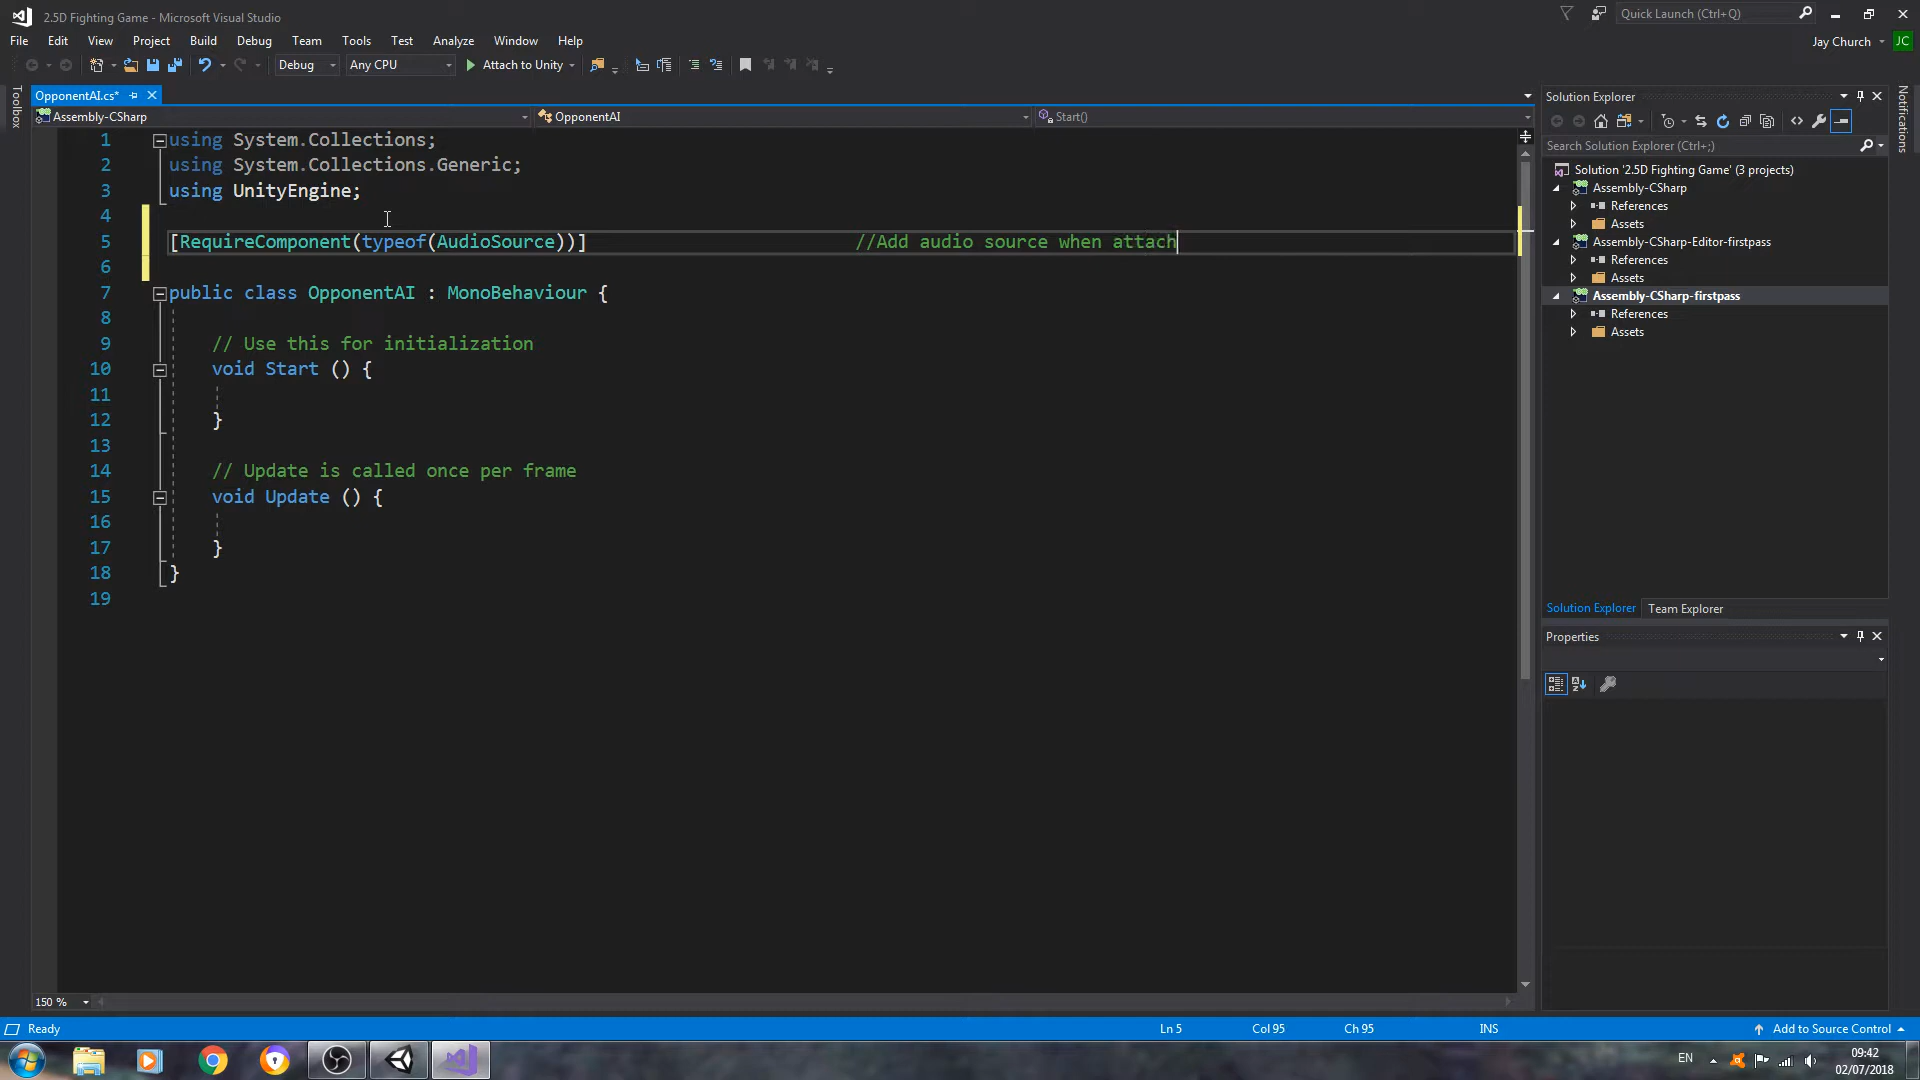 2.5D Fighting Game - Microsoft Visual Studio
Quick Launch (Ctrl+Q)
File Edit View Project Build Debug Team Tools Test Analyze Window Help
Jay Church JC
Debug Any CPU Attach to Unity
Toolbox
OpponentAI.cs*
Assembly-CSharp OpponentAI Start()
1 using System.Collections;
2 using System.Collections.Generic;
3 using UnityEngine;
4
5 [RequireComponent(typeof(AudioSource))] //Add audio source when attach
6
7 public class OpponentAI : MonoBehaviour {
8
9 // Use this for initialization
10 void Start () {
11
12 }
13
14 // Update is called once per frame
15 void Update () {
16
17 }
18 }
19
150 %
Solution Explorer
Search Solution Explorer (Ctrl+;)
Solution '2.5D Fighting Game' (3 projects)
Assembly-CSharp
References
Assets
Assembly-CSharp-Editor-firstpass
References
Assets
Assembly-CSharp-firstpass
References
Assets
Solution Explorer Team Explorer
Properties
Notifications
Ready Ln 5 Col 95 Ch 95 INS Add to Source Control
EN 09:42
02/07/2018